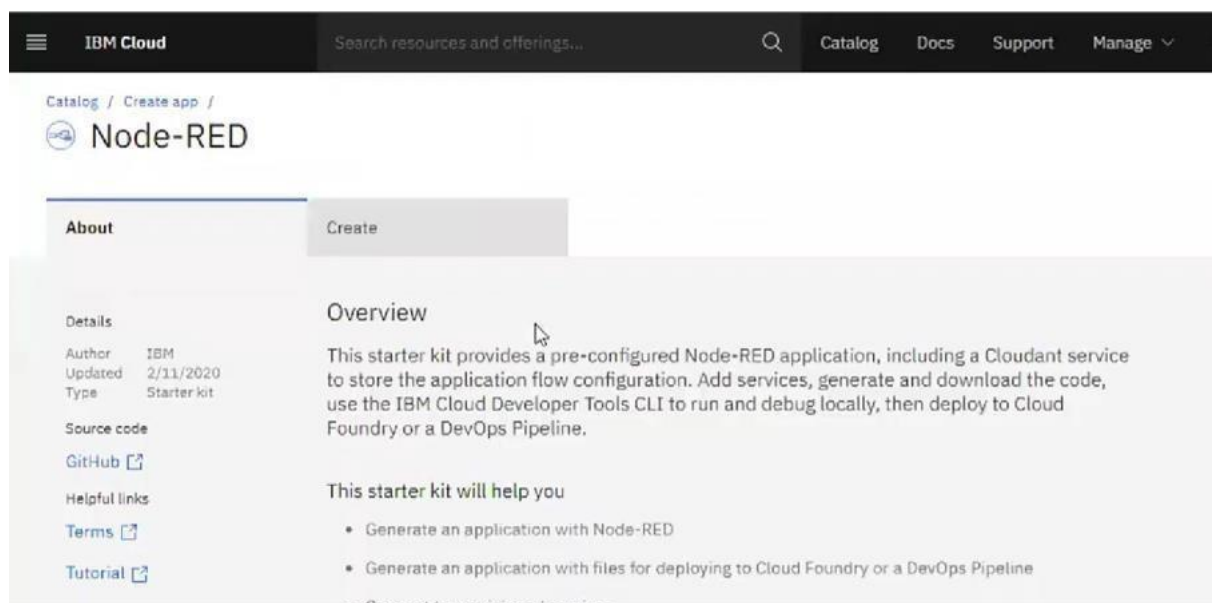 IBM Cloud
Search resources and offerings...
Catalog
Docs
Support
Manage
Catalog / Create app /
Node-RED
About
Create
Details
Author IBM
Updated 2/11/2020
Type Starter kit
Source code
GitHub
Helpful links
Terms
Tutorial
Overview
This starter kit provides a pre-configured Node-RED application, including a Cloudant service
to store the application flow configuration. Add services, generate and download the code,
use the IBM Cloud Developer Tools CLI to run and debug locally, then deploy to Cloud
Foundry or a DevOps Pipeline.
This starter kit will help you
• Generate an application with Node-RED
• Generate an application with files for deploying to Cloud Foundry or a DevOps Pipeline